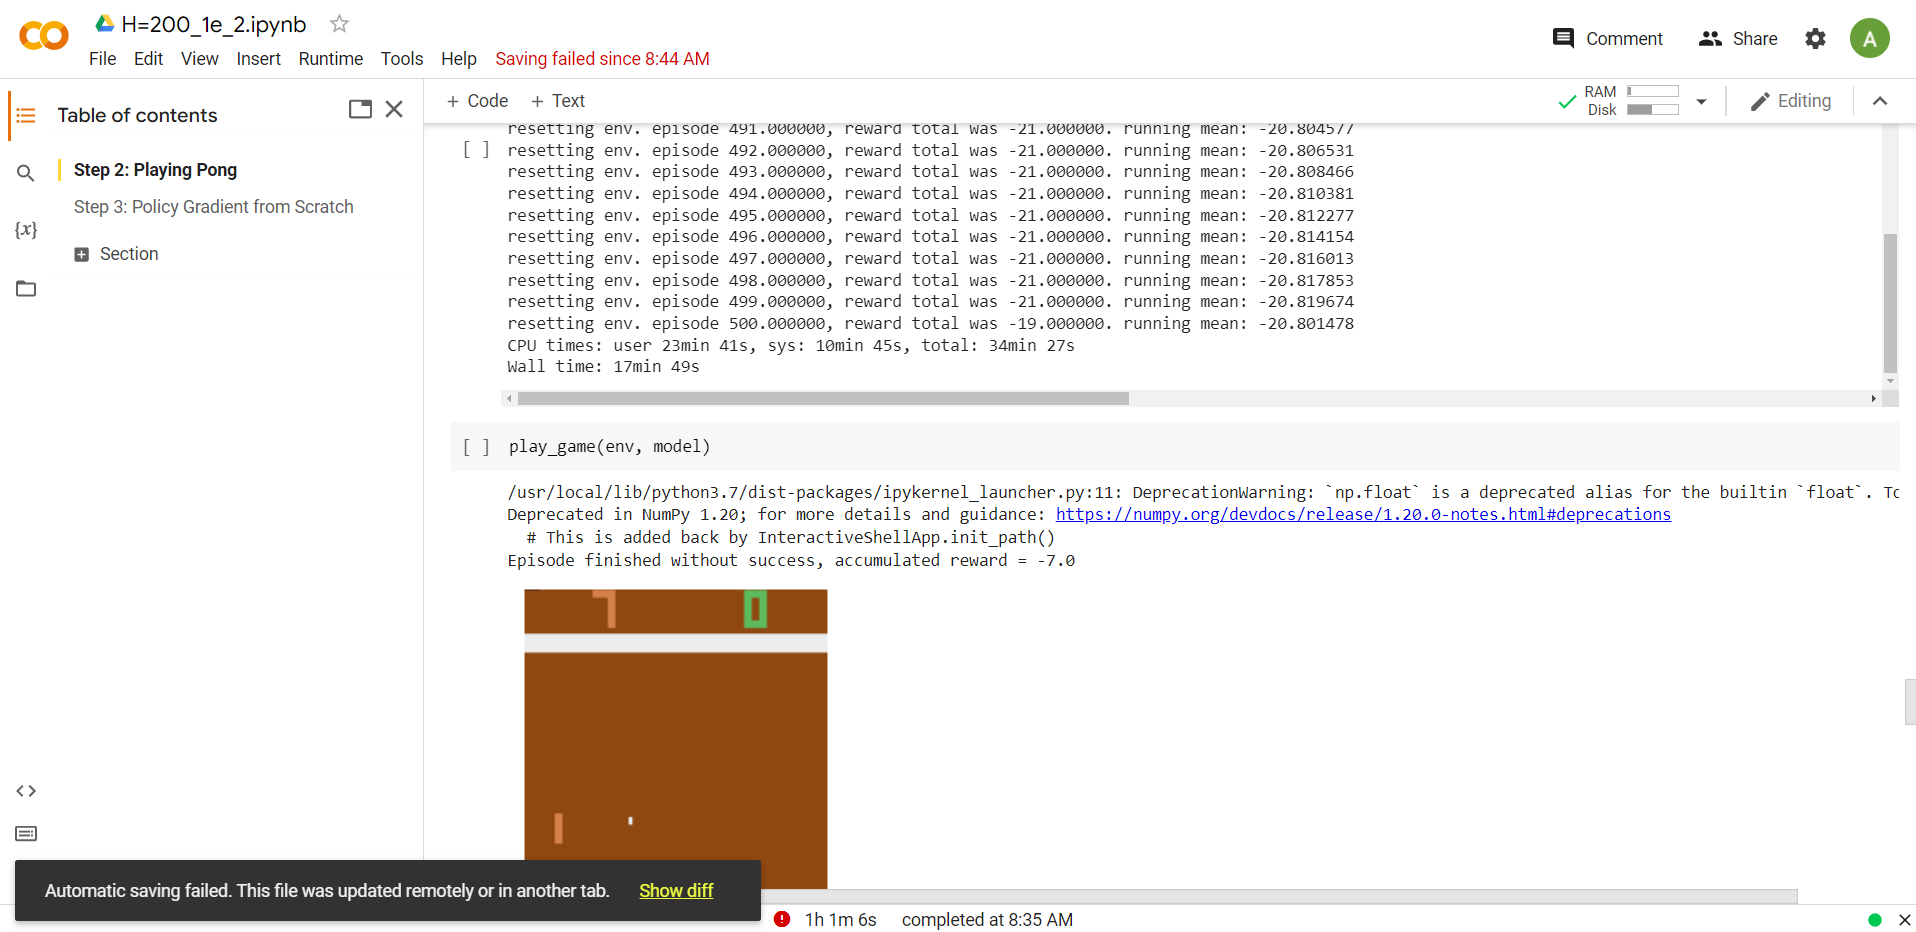 H=200_1e_2.ipynb
File Edit View Insert Runtime Tools Help Saving failed since 8:44 AM
Comment Share A
Table of contents
Step 2: Playing Pong
Step 3: Policy Gradient from Scratch
Section
{x}
+ Code + Text
RAM
Disk
Editing
resetting env. episode 491.000000, reward total was -21.000000. running mean: -20.804577
[ ] resetting env. episode 492.000000, reward total was -21.000000. running mean: -20.806531
resetting env. episode 493.000000, reward total was -21.000000. running mean: -20.808466
resetting env. episode 494.000000, reward total was -21.000000. running mean: -20.810381
resetting env. episode 495.000000, reward total was -21.000000. running mean: -20.812277
resetting env. episode 496.000000, reward total was -21.000000. running mean: -20.814154
resetting env. episode 497.000000, reward total was -21.000000. running mean: -20.816013
resetting env. episode 498.000000, reward total was -21.000000. running mean: -20.817853
resetting env. episode 499.000000, reward total was -21.000000. running mean: -20.819674
resetting env. episode 500.000000, reward total was -19.000000. running mean: -20.801478
CPU times: user 23min 41s, sys: 10min 45s, total: 34min 27s
Wall time: 17min 49s
[ ] play_game(env, model)
/usr/local/lib/python3.7/dist-packages/ipykernel_launcher.py:11: DeprecationWarning: `np.float` is a deprecated alias for the builtin `float`. To
Deprecated in NumPy 1.20; for more details and guidance: https://numpy.org/devdocs/release/1.20.0-notes.html#deprecations
# This is added back by InteractiveShellApp.init_path()
Episode finished without success, accumulated reward = -7.0
7 0
Automatic saving failed. This file was updated remotely or in another tab. Show diff
1h 1m 6s completed at 8:35 AM